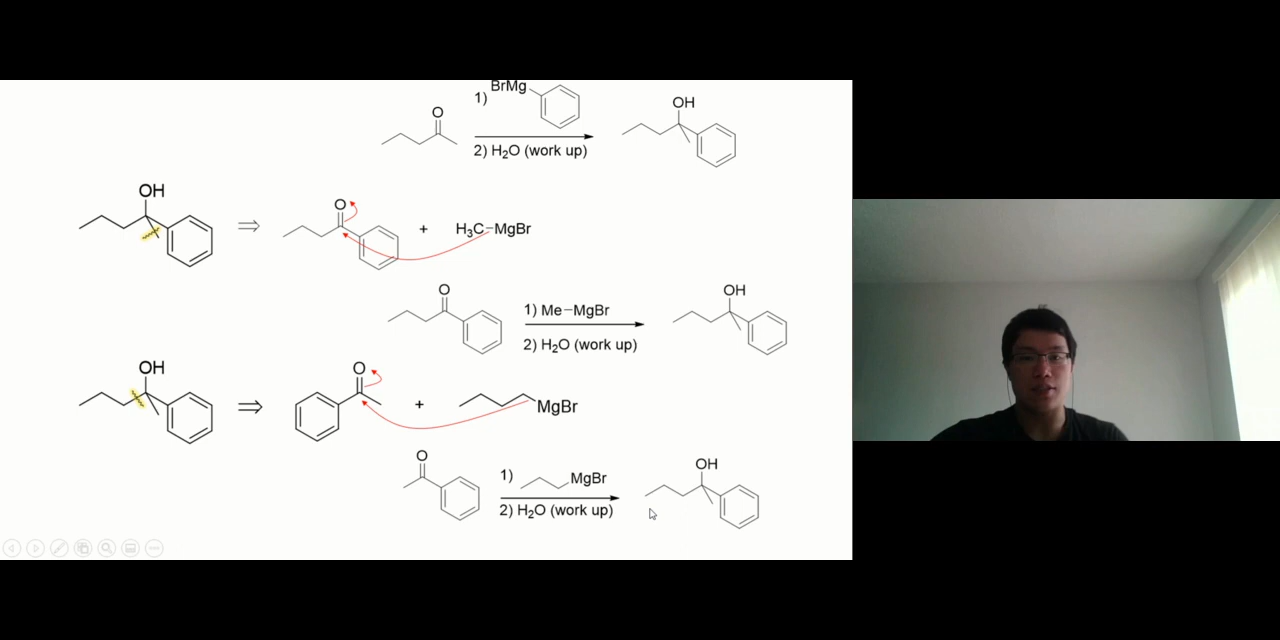 BrMg
O
1)
OH
2) H₂O (work up)
OH
O
+
H₃C–MgBr
⇒
O
OH
1) Me–MgBr
2) H₂O (work up)
OH
O
⇒
+
MgBr
O
OH
1)
MgBr
2) H₂O (work up)